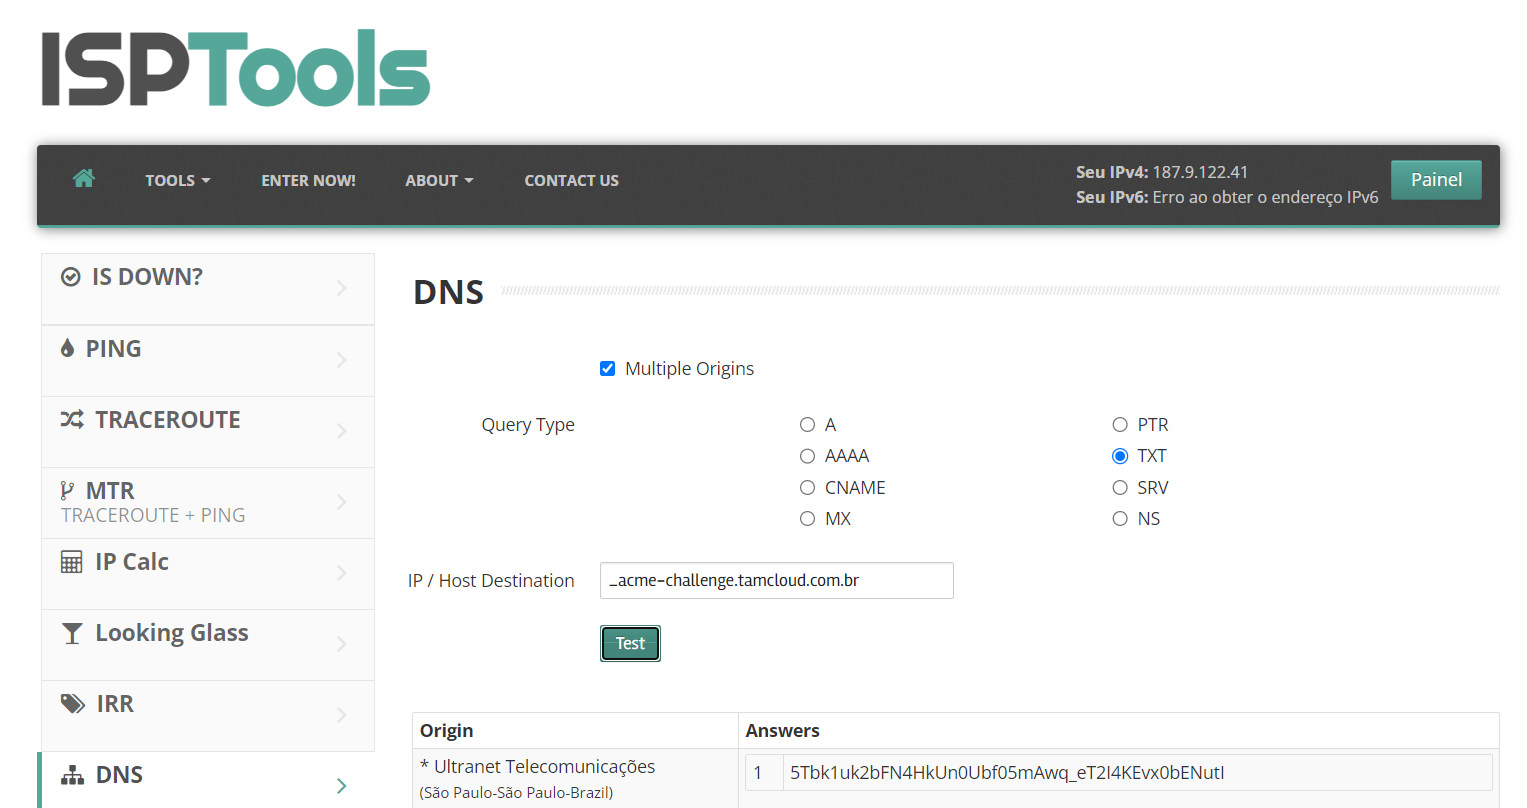 ISPTools
TOOLS
ENTER NOW!
ABOUT
CONTACT US
Seu IPv4: 187.9.122.41
Seu IPv6: Erro ao obter o endereço IPv6
Painel
IS DOWN?
PING
TRACEROUTE
MTR
TRACEROUTE + PING
IP Calc
Looking Glass
IRR
DNS
DNS
Multiple Origins
Query Type
A
PTR
AAAA
TXT
CNAME
SRV
MX
NS
IP / Host Destination
_acme-challenge.tamcloud.com.br
Test
Origin
Answers
* Ultranet Telecomunicações
(São Paulo-São Paulo-Brazil)
1
5Tbk1uk2bFN4HkUn0Ubf05mAwq_eT2I4KEvx0bENutI